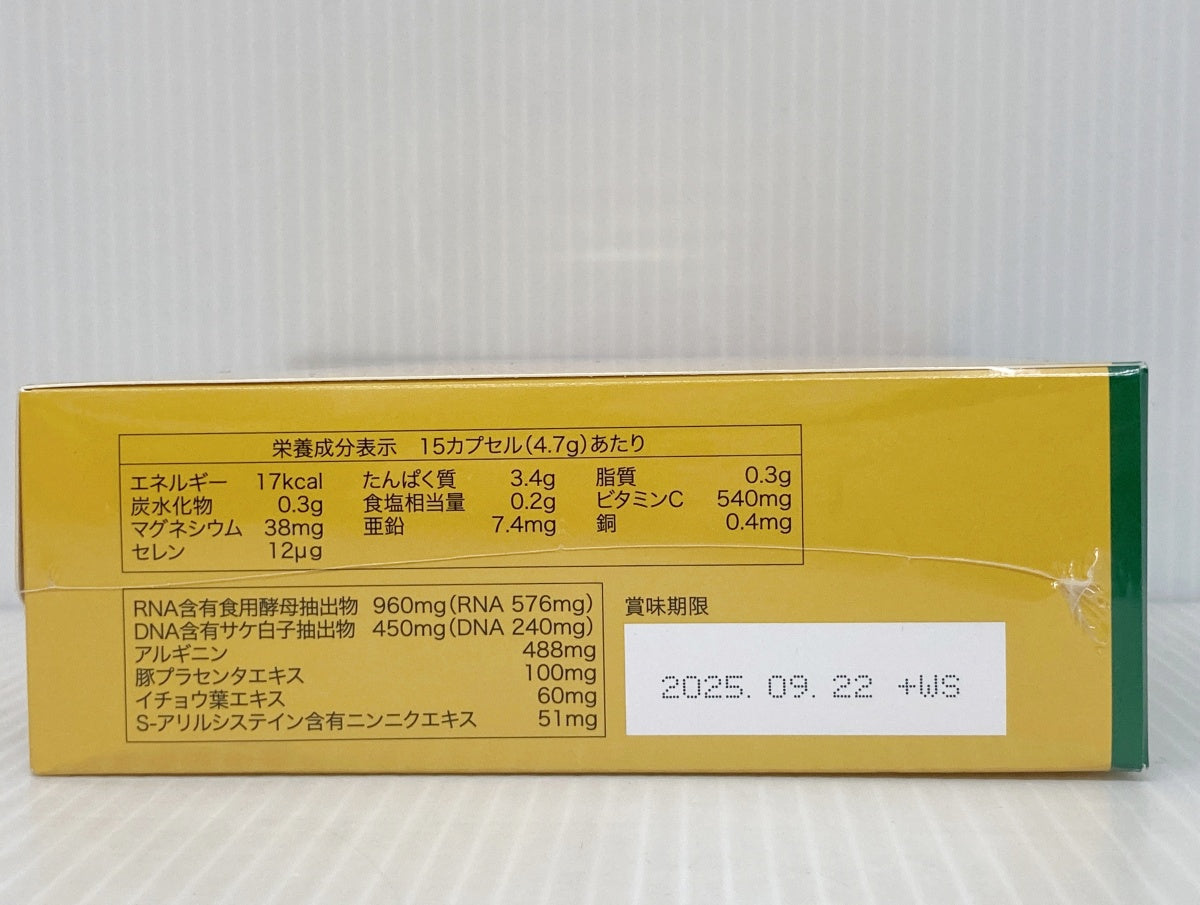 栄養成分表示 15カプセル(4.7g)あたり
エネルギー 17kcal たんぱく質 3.4g 脂質 0.3g
炭水化物 0.3g 食塩相当量 0.2g ビタミンC 540mg
マグネシウム 38mg 亜鉛 7.4mg 銅 0.4mg
セレン 12μg
RNA含有食用酵母抽出物 960mg(RNA 576mg)
DNA含有サケ白子抽出物 450mg(DNA 240mg)
アルギニン 488mg
豚プラセンタエキス 100mg
イチョウ葉エキス 60mg
S-アリルシステイン含有ニンニクエキス 51mg
賞味期限
2025. 09. 22 +WS